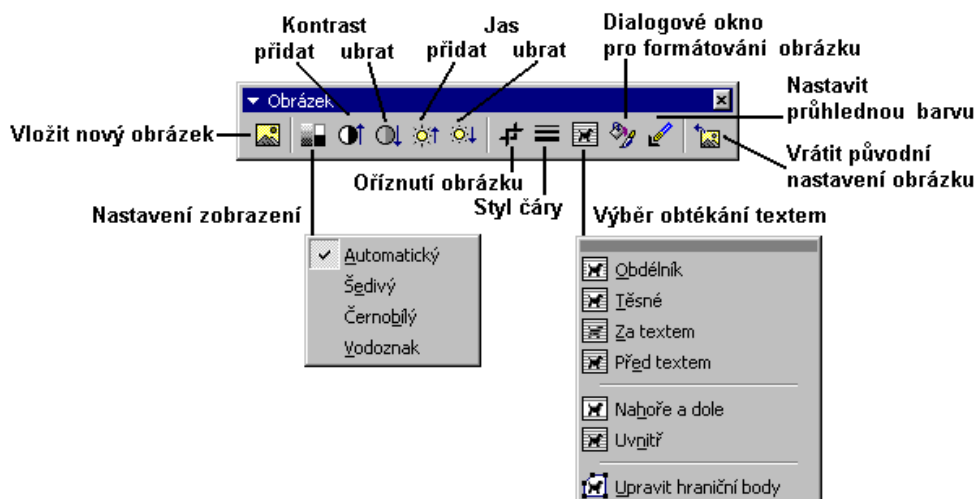 Kontrast
přidat ubrat
Jas
přidat ubrat
Dialogové okno
pro formátování obrázku
Nastavit
průhlednou barvu
Obrázek
Vložit nový obrázek
Vrátit původní
nastavení obrázku
Oříznutí obrázku
Styl čáry
Nastavení zobrazení
Výběr obtékání textem
Automatický
Šedivý
Černobílý
Vodoznak
Obdélník
Těsné
Za textem
Před textem
Nahoře a dole
Uvnitř
Upravit hraniční body